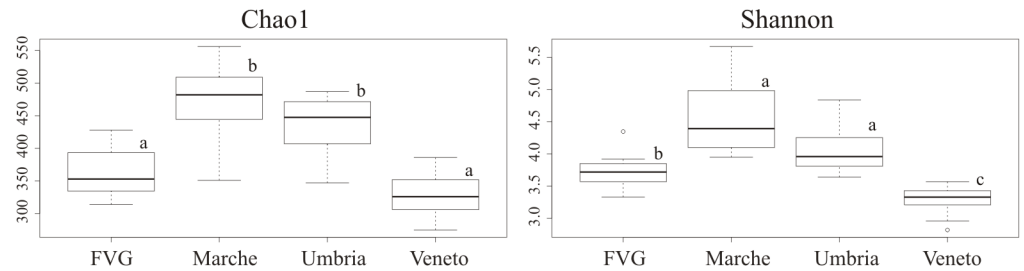 Chao1
550
500
450
400
350
300
a
b
b
a
FVG Marche Umbria Veneto
Shannon
5.5
5.0
4.5
4.0
3.5
3.0
b
a
a
c
FVG Marche Umbria Veneto